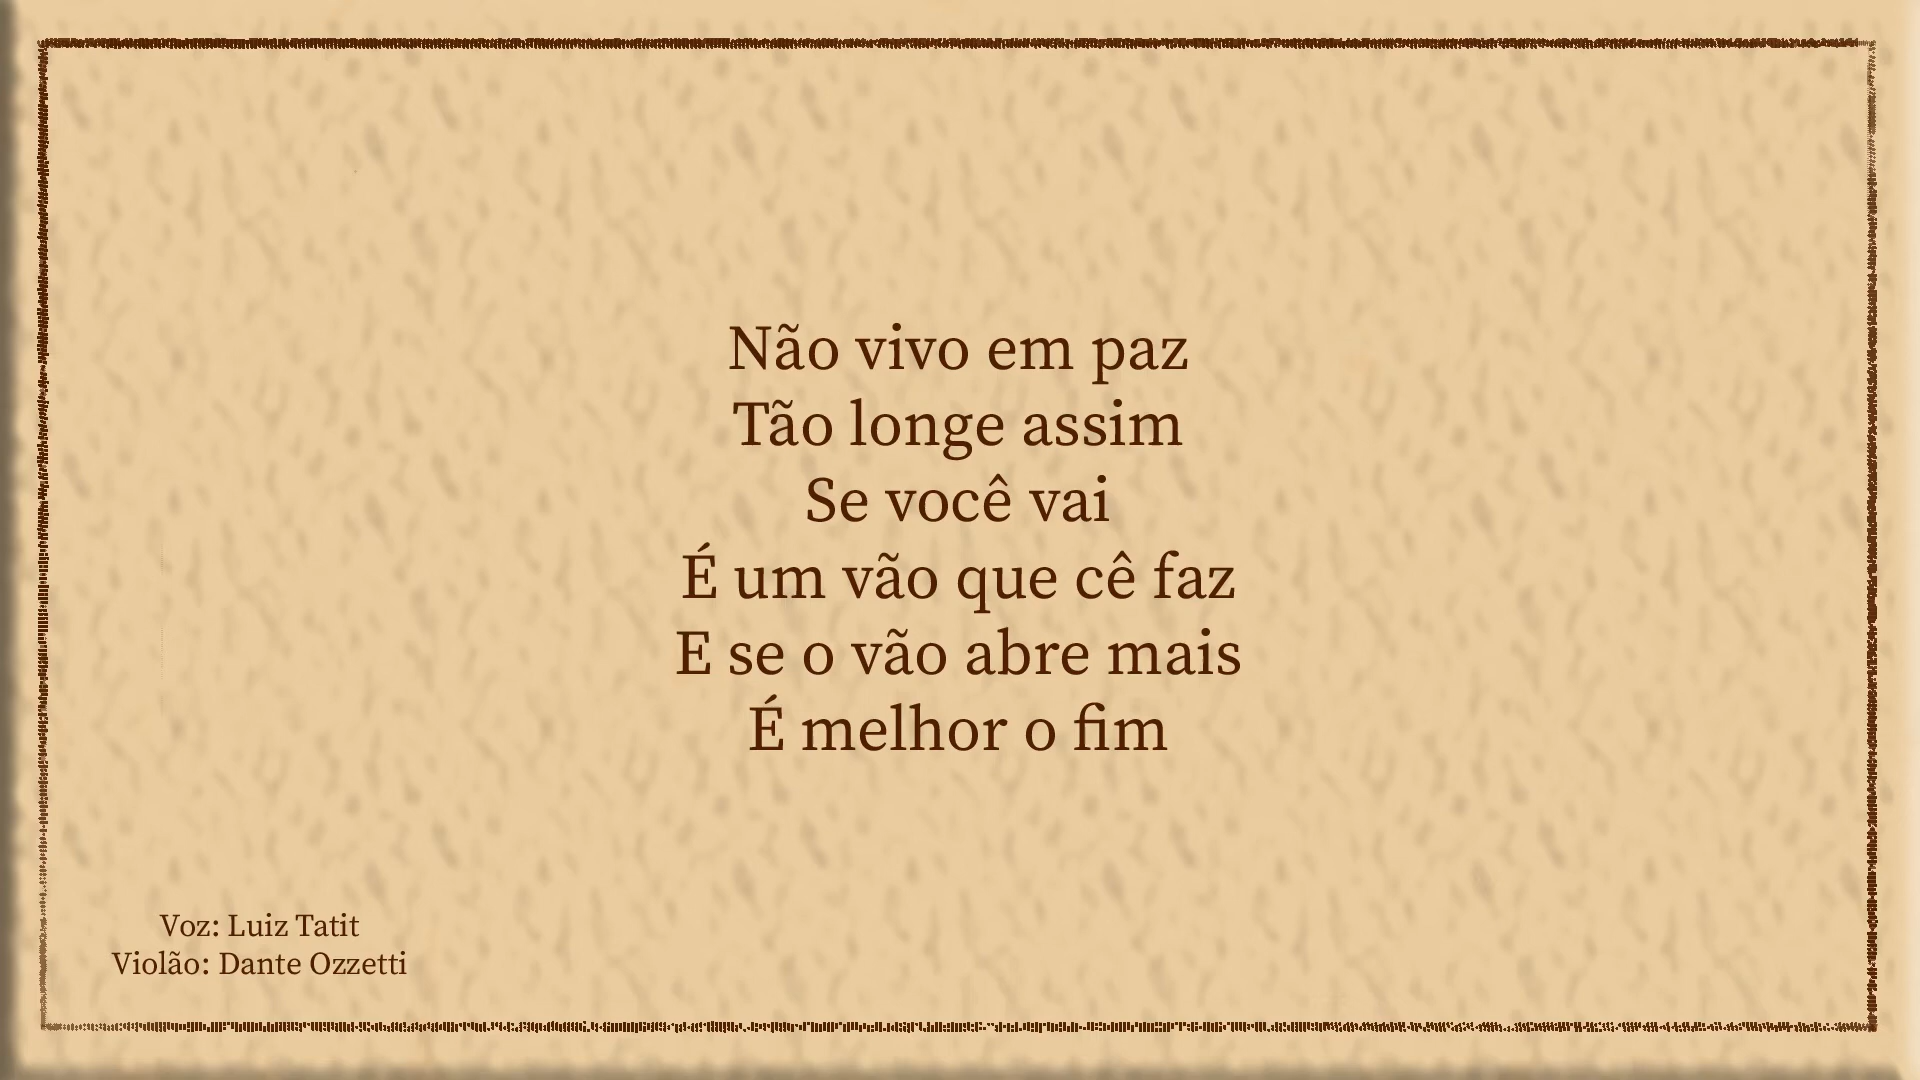 Não vivo em paz
Tão longe assim
Se você vai
É um vão que cê faz
E se o vão abre mais
É melhor o fim
Voz: Luiz Tatit
Violão: Dante Ozzetti